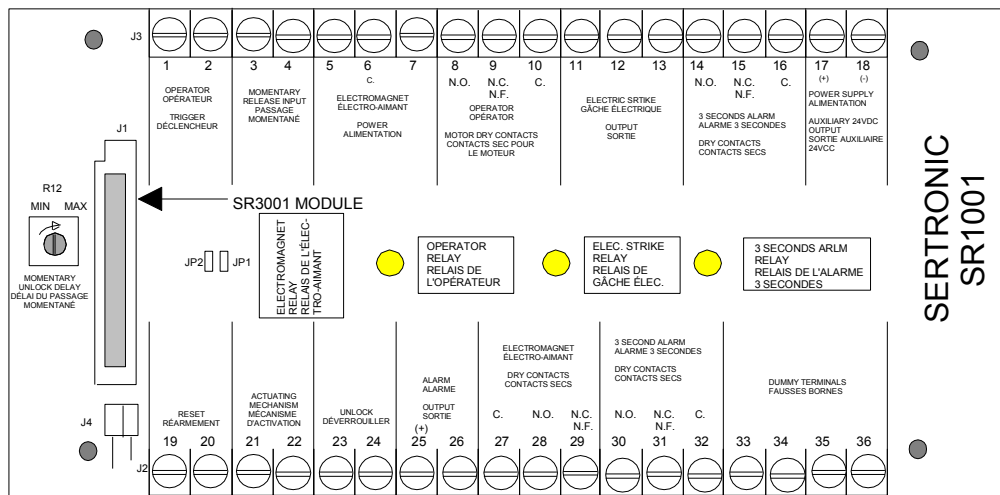 J3
1 2 3 4 5 6 7 8 9 10 11 12 13 14 15 16 17 18
C.
N.O. N.C. C.
N.F.
N.O. N.C. C.
N.F.
(+) (-)
OPERATOR
OPÉRATEUR
TRIGGER
DÉCLENCHEUR
MOMENTARY
RELEASE INPUT
PASSAGE
MOMENTANÉ
ELECTROMAGNET
ÉLECTRO-AIMANT
POWER
ALIMENTATION
OPERATOR
OPÉRATOR
MOTOR DRY CONTACTS
CONTACTS SEC POUR
LE MOTEUR
ELECTRIC SRTIKE
GÂCHE ÉLECTRIQUE
OUTPUT
SORTIE
3 SECONDS ALARM
ALARME 3 SECONDES
DRY CONTACTS
CONTACTS SECS
POWER SUPPLY
ALIMENTATION
AUXILIARY 24VDC
OUTPUT
SORTIE AUXILIAIRE
24VCC
J1
R12
MIN MAX
MOMENTARY
UNLOCK DELAY
DÉLAI DU PASSAGE
MOMENTANÉ
SR3001 MODULE
JP2 JP1
ELECTROMAGNET
RELAY
RELAIS DE L'ÉLEC-
TRO-AIMANT
OPERATOR
RELAY
RELAIS DE
L'OPÉRATEUR
ELEC. STRIKE
RELAY
RELAIS DE
GÂCHE ÉLEC.
3 SECONDS ARLM
RELAY
RELAIS DE L'ALARME
3 SECONDES
SERTRONIC
SR1001
J4
J2
RESET
RÉARMEMENT
ACTUATING
MECHANISM
MÉCANISME
D'ACTIVATION
UNLOCK
DÉVERROUILLER
ALARM
ALARME
OUTPUT
SORTIE
(+)
ELECTROMAGNET
ÉLECTRO-AIMANT
DRY CONTACTS
CONTACTS SECS
C. N.O. N.C.
N.F.
3 SECOND ALARM
ALARME 3 SECONDES
DRY CONTACTS
CONTACTS SECS
N.O. N.C. C.
N.F.
DUMMY TERMINALS
FAUSSES BORNES
19 20 21 22 23 24 25 26 27 28 29 30 31 32 33 34 35 36